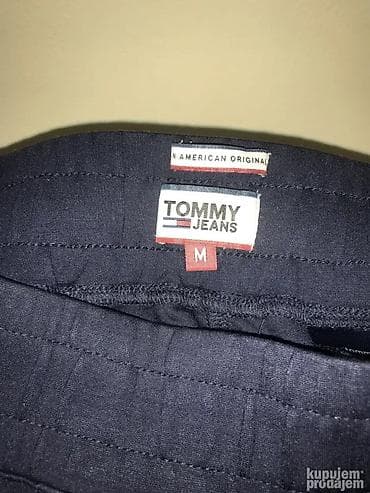 N AMERICAN ORIGINAL
TOMMY
JEANS
M
kupujem
prodajem